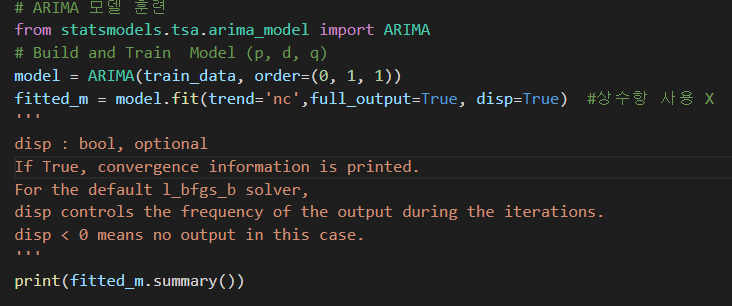 # ARIMA 모델 훈련
from statsmodels.tsa.arima_model import ARIMA
# Build and Train  Model (p, d, q)
model = ARIMA(train_data, order=(0, 1, 1))
fitted_m = model.fit(trend='nc',full_output=True, disp=True)  #상수항 사용 X
'''
disp : bool, optional
If True, convergence information is printed.
For the default l_bfgs_b solver,
disp controls the frequency of the output during the iterations.
disp < 0 means no output in this case.
'''
print(fitted_m.summary())